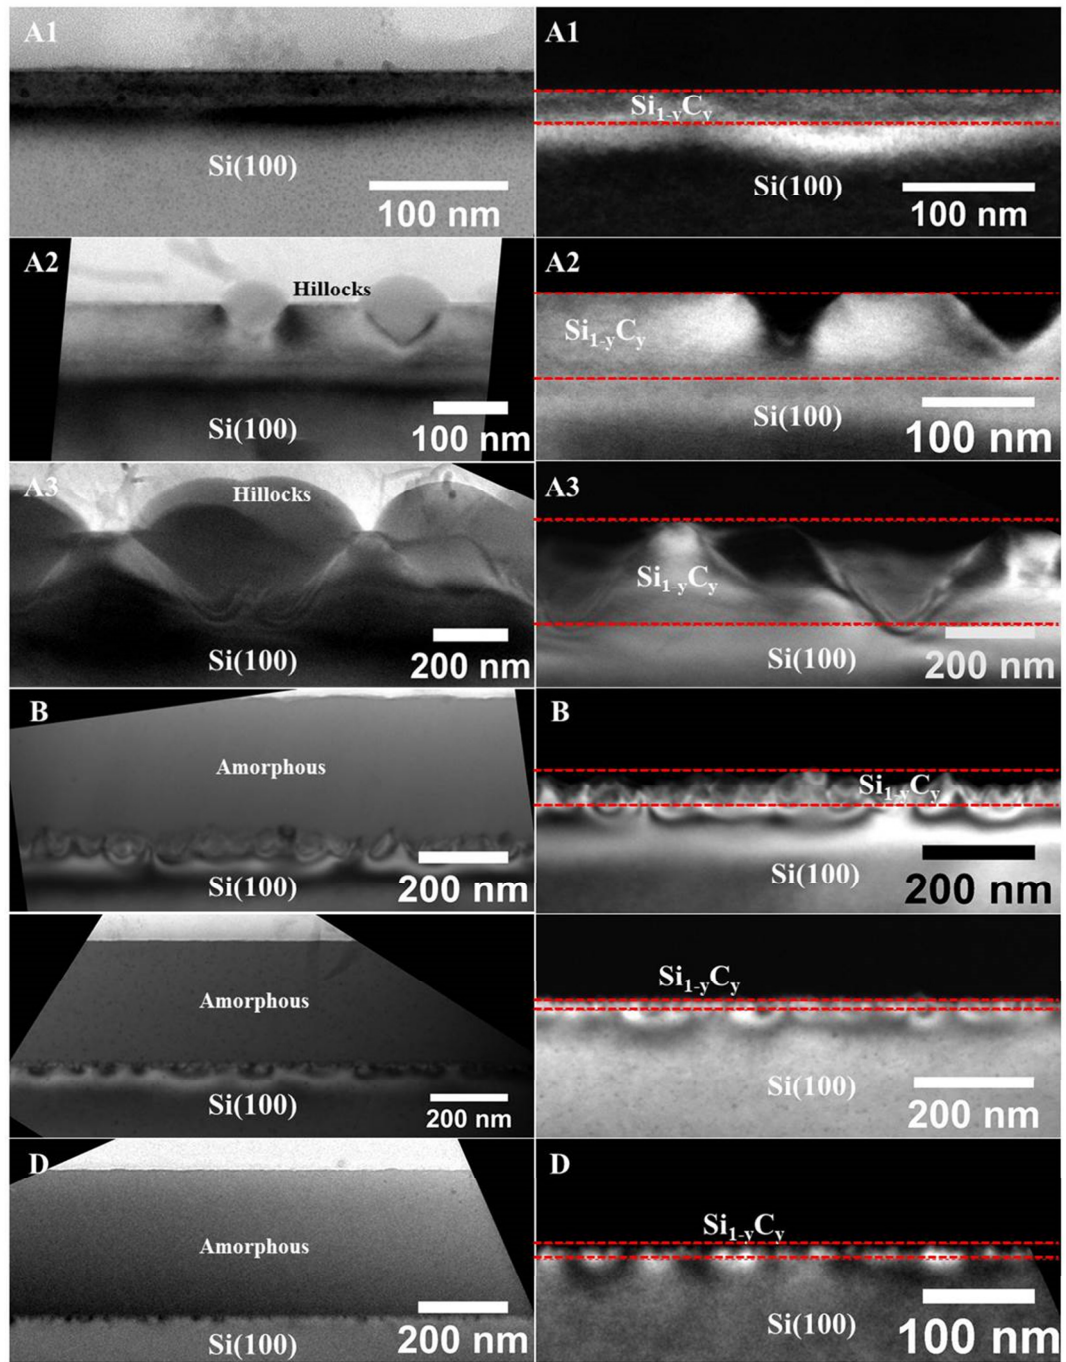 A1
Si(100)
100 nm
A1
Si1-yCy
Si(100)
100 nm
A2
Hillocks
Si(100)
100 nm
A2
Si1-yCy
Si(100)
100 nm
A3
Hillocks
Si(100)
200 nm
A3
Si1-yCy
Si(100)
200 nm
B
Amorphous
Si(100)
200 nm
B
Si1-yCy
Si(100)
200 nm
Amorphous
Si(100)
200 nm
Si1-yCy
Si(100)
200 nm
D
Amorphous
Si(100)
200 nm
D
Si1-yCy
Si(100)
100 nm